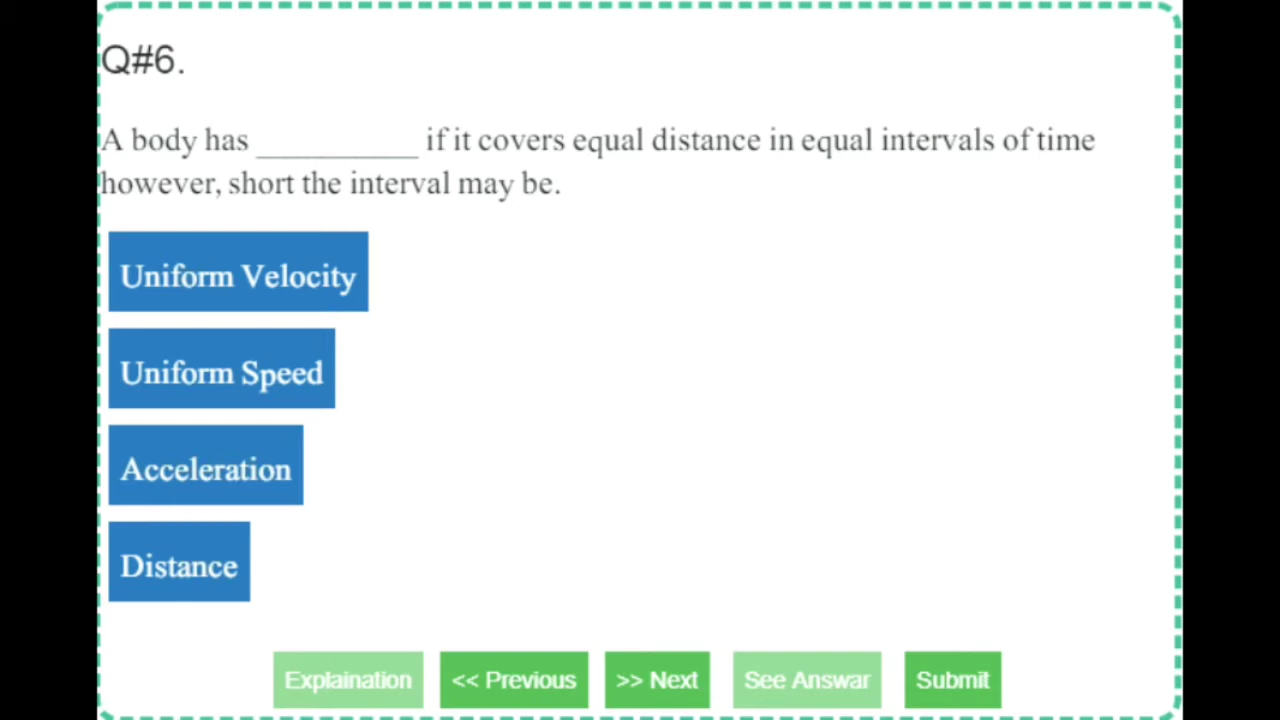 Q#6.
A body has __________ if it covers equal distance in equal intervals of time
however, short the interval may be.
Uniform Velocity
Uniform Speed
Acceleration
Distance
Explaination << Previous >> Next See Answar Submit